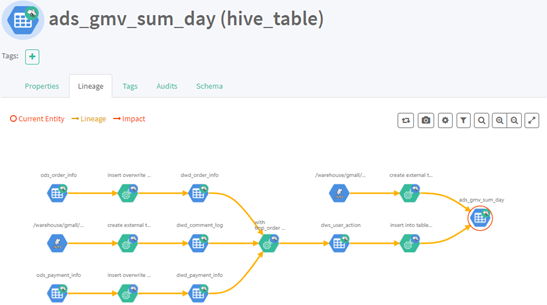 ads_gmv_sum_day (hive_table)
Tags: +
Properties Lineage Tags Audits Schema
Current Entity Lineage Impact
ods_order_info insert overwrite ... dwd_order_info /warehouse/gmall/... create external t...
ads_gmv_sum_day
/warehouse/gmall/... create external t... dwd_comment_log with
tmp_order ... dwd_user_action insert into table...
ods_payment_info insert overwrite ... dwd_payment_info